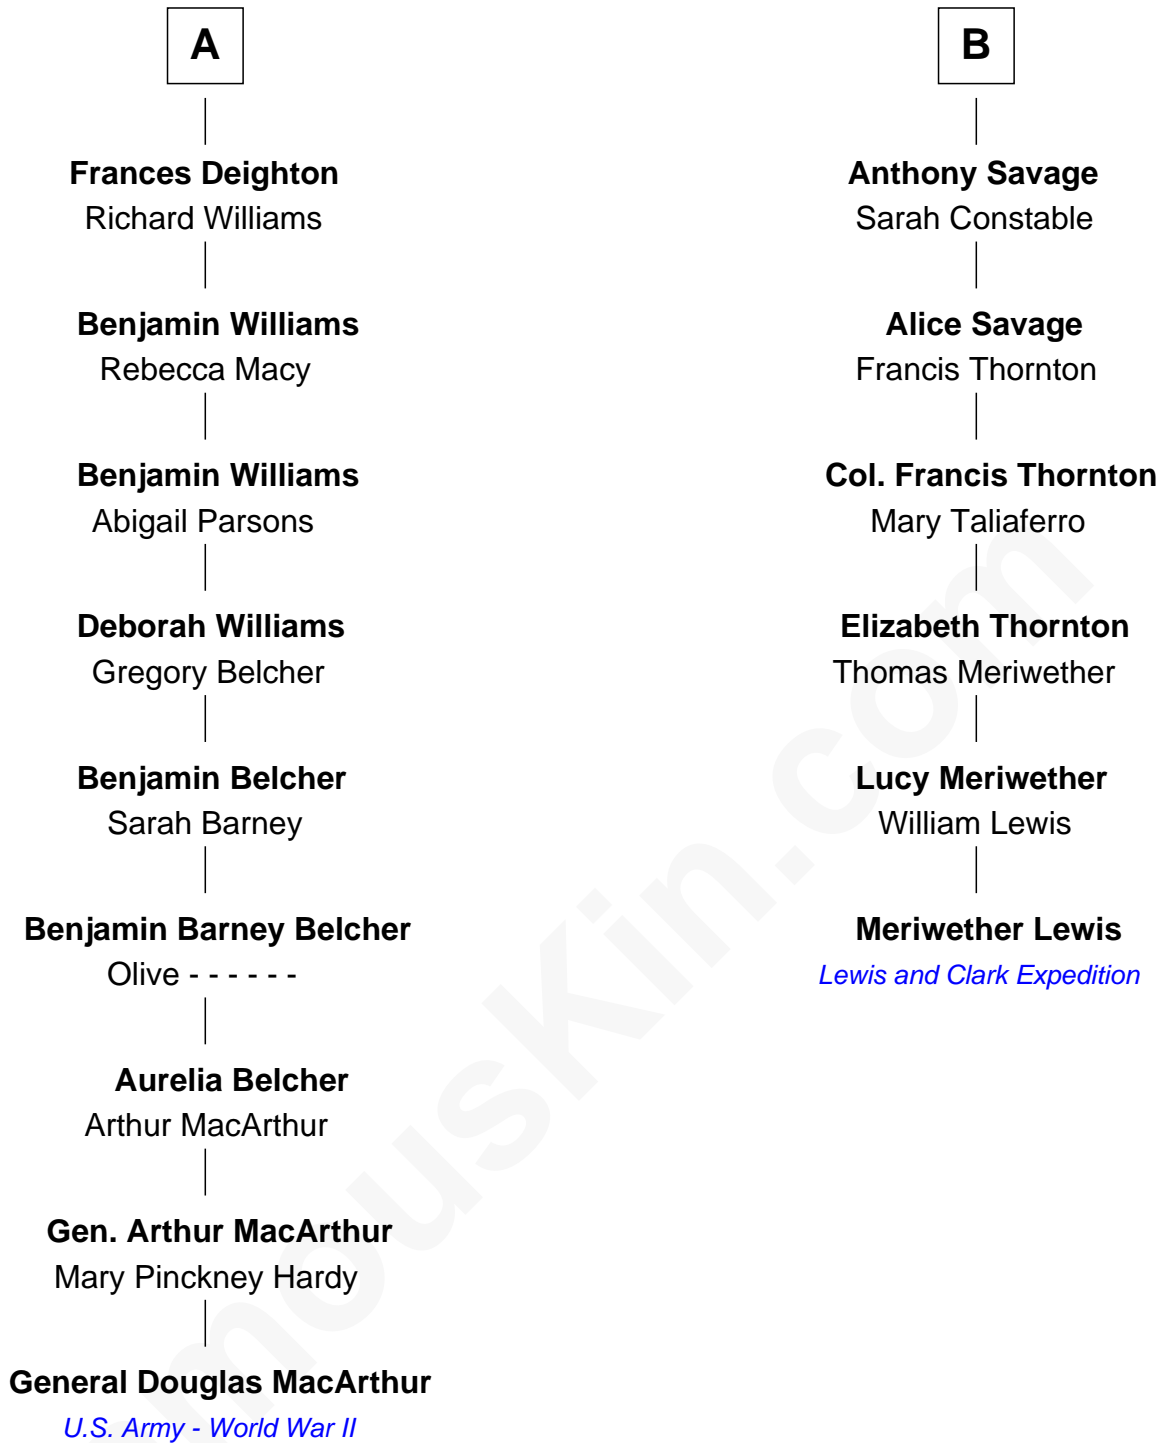 A
Frances Deighton
Richard Williams
Benjamin Williams
Rebecca Macy
Benjamin Williams
Abigail Parsons
Deborah Williams
Gregory Belcher
Benjamin Belcher
Sarah Barney
Benjamin Barney Belcher
Olive - - - - - -
Aurelia Belcher
Arthur MacArthur
Gen. Arthur MacArthur
Mary Pinckney Hardy
General Douglas MacArthur
U.S. Army - World War II
B
Anthony Savage
Sarah Constable
Alice Savage
Francis Thornton
Col. Francis Thornton
Mary Taliaferro
Elizabeth Thornton
Thomas Meriwether
Lucy Meriwether
William Lewis
Meriwether Lewis
Lewis and Clark Expedition
mousKin.com